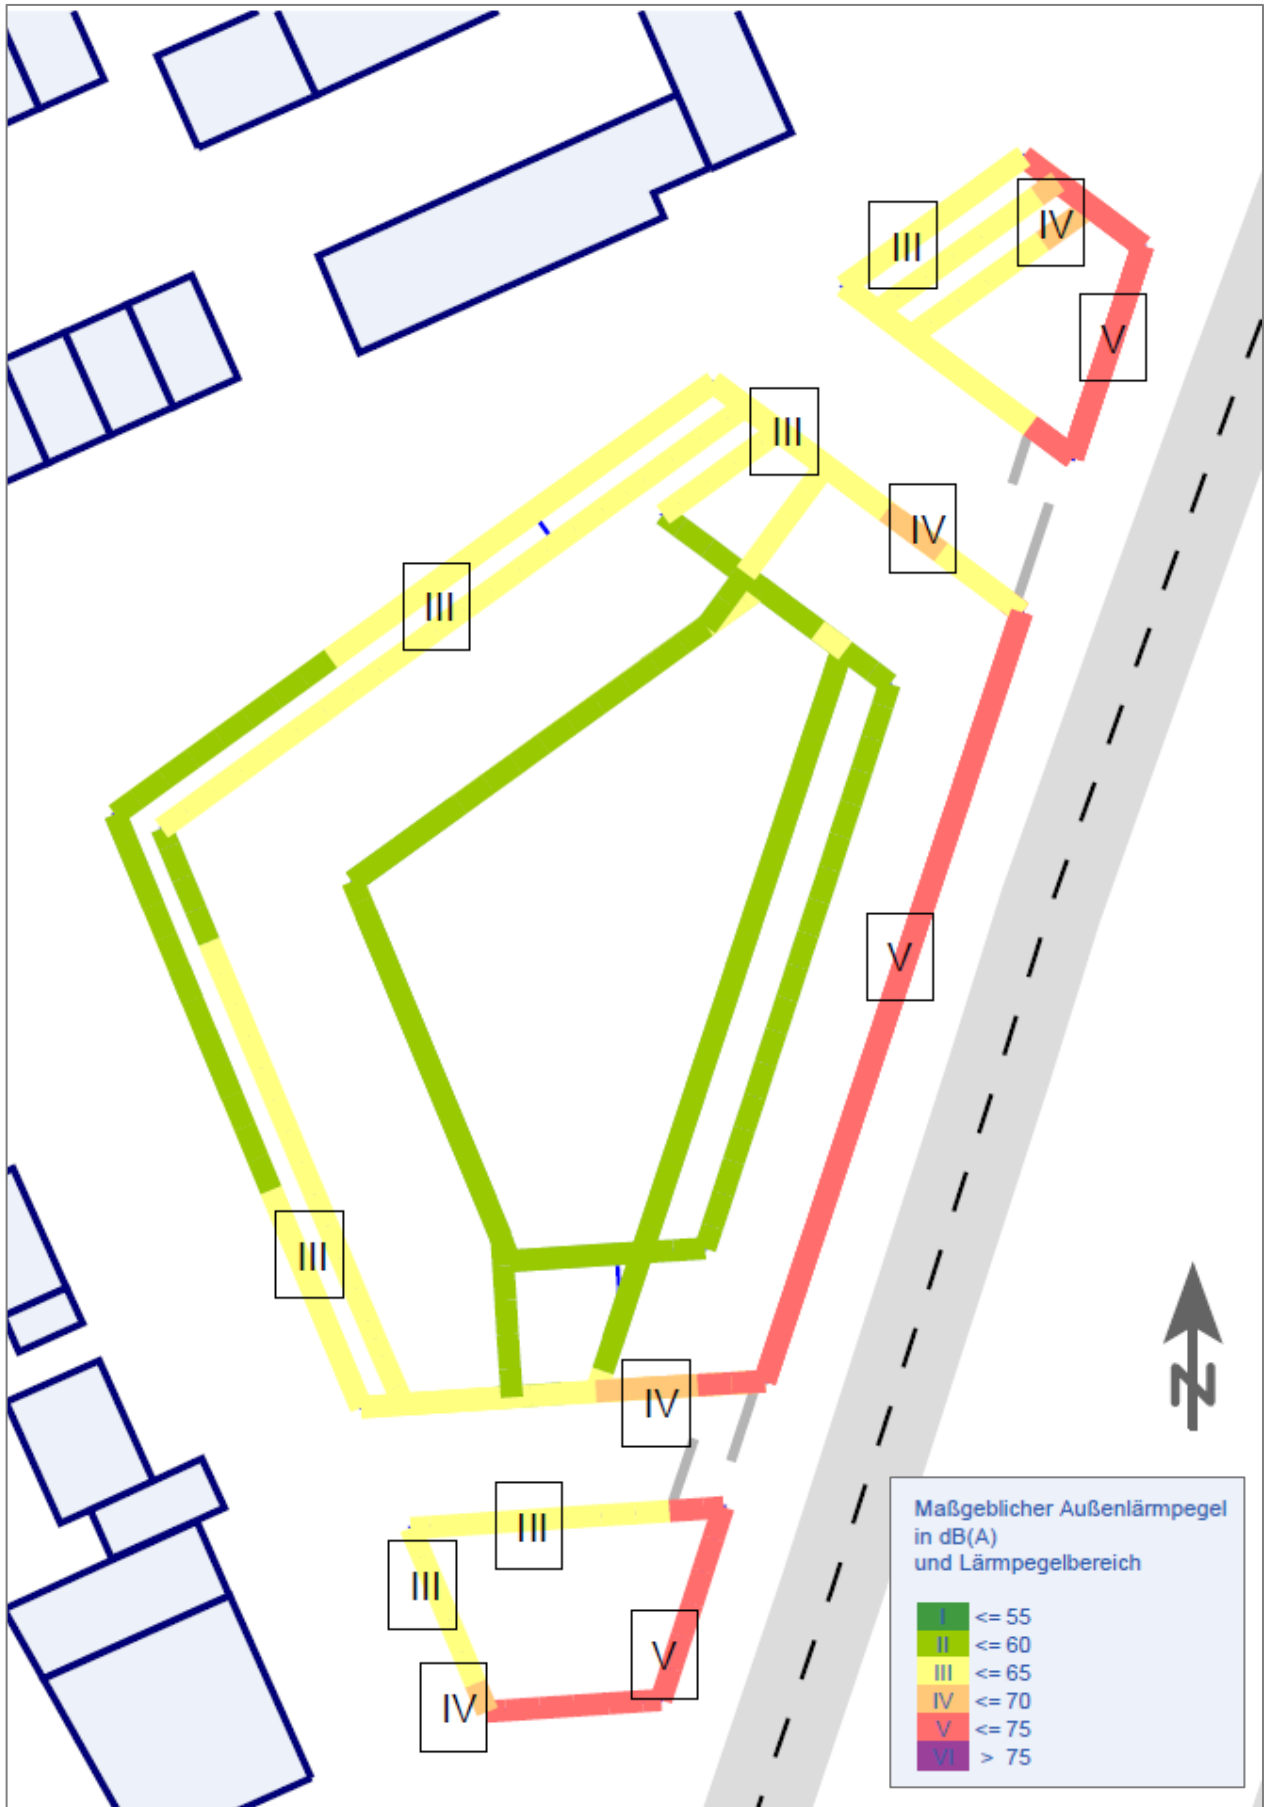 III
IV
V
III
IV
III
V
III
IV
III
III
V
IV
N
Maßgeblicher Außenlärmpegel
in dB(A)
und Lärmpegelbereich
I <= 55
II <= 60
III <= 65
IV <= 70
V <= 75
VI > 75